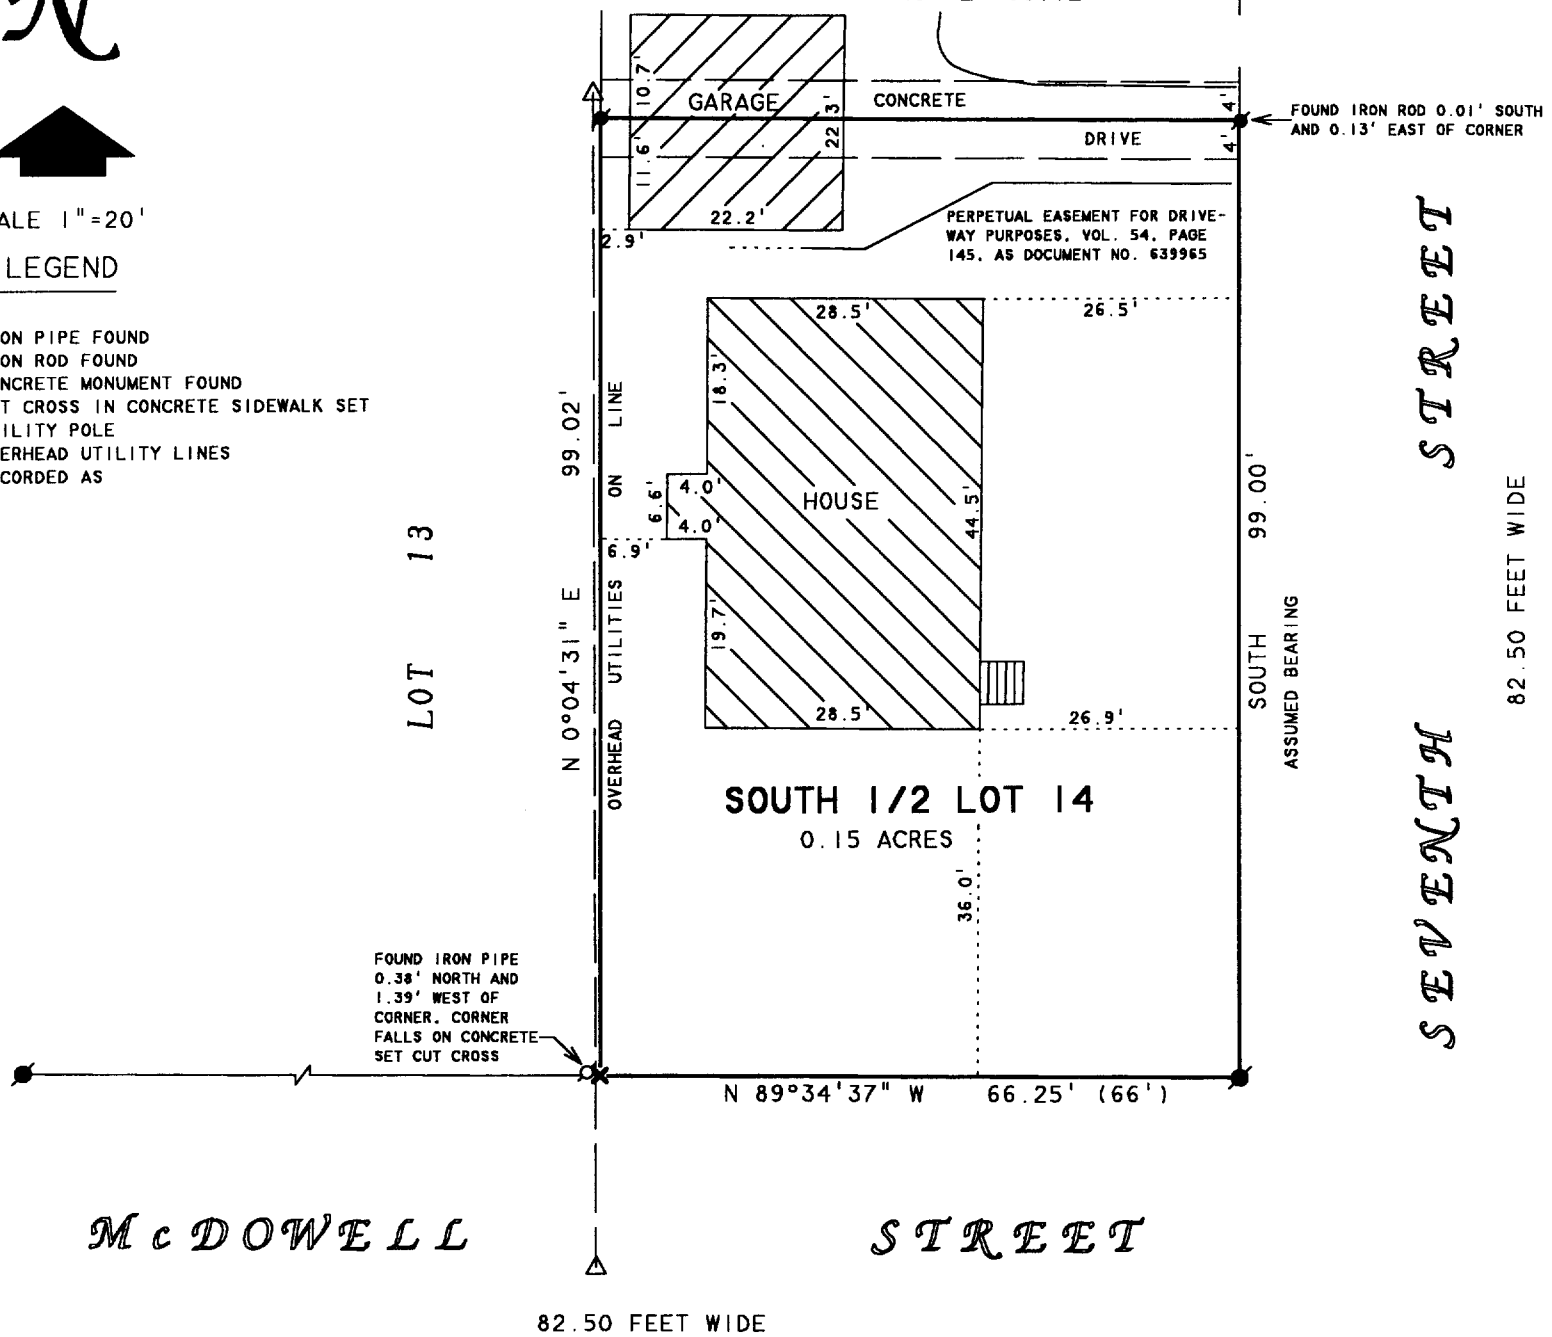 N
10.7'
GARAGE
22.3'
CONCRETE
4'
FOUND IRON ROD 0.01' SOUTH
AND 0.13' EAST OF CORNER
11.6'
DRIVE
4'
ALE 1"=20'
22.2'
2.9'
PERPETUAL EASEMENT FOR DRIVE-
WAY PURPOSES, VOL. 54, PAGE
145, AS DOCUMENT NO. 639965
LEGEND
28.5'
26.5'
ON PIPE FOUND
ON ROD FOUND
NCRETE MONUMENT FOUND
T CROSS IN CONCRETE SIDEWALK SET
ILITY POLE
ERHEAD UTILITY LINES
CORDED AS
18.3'
N 0°04'31" E 99.02'
OVERHEAD UTILITIES ON LINE
6.6'
4.0'
4.0'
HOUSE
44.5'
6.9'
19.7'
LOT 13
SOUTH 99.00'
ASSUMED BEARING
SEVENTH STREET
82.50 FEET WIDE
28.5'
26.9'
SOUTH 1/2 LOT 14
0.15 ACRES
36.0'
FOUND IRON PIPE
0.38' NORTH AND
1.39' WEST OF
CORNER. CORNER
FALLS ON CONCRETE
SET CUT CROSS
N 89°34'37" W 66.25' (66')
McDOWELL STREET
82.50 FEET WIDE